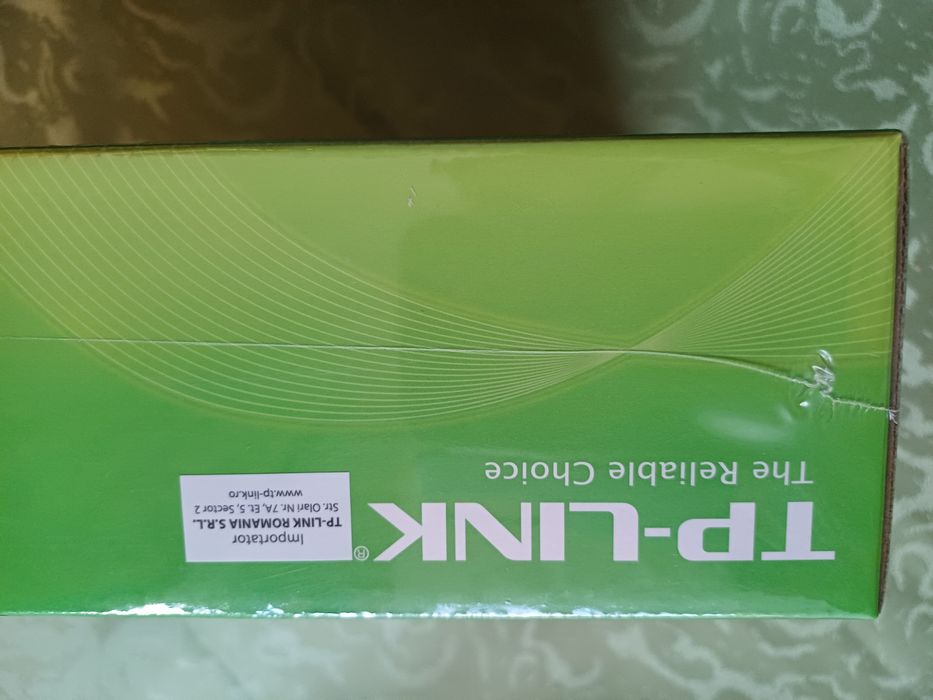 TP-LINK®
The Reliable Choice
Importator
TP-LINK ROMANIA S.R.L.
Str. Olari Nr. 7A, Et. 5, Sector 2
www.tp-link.ro